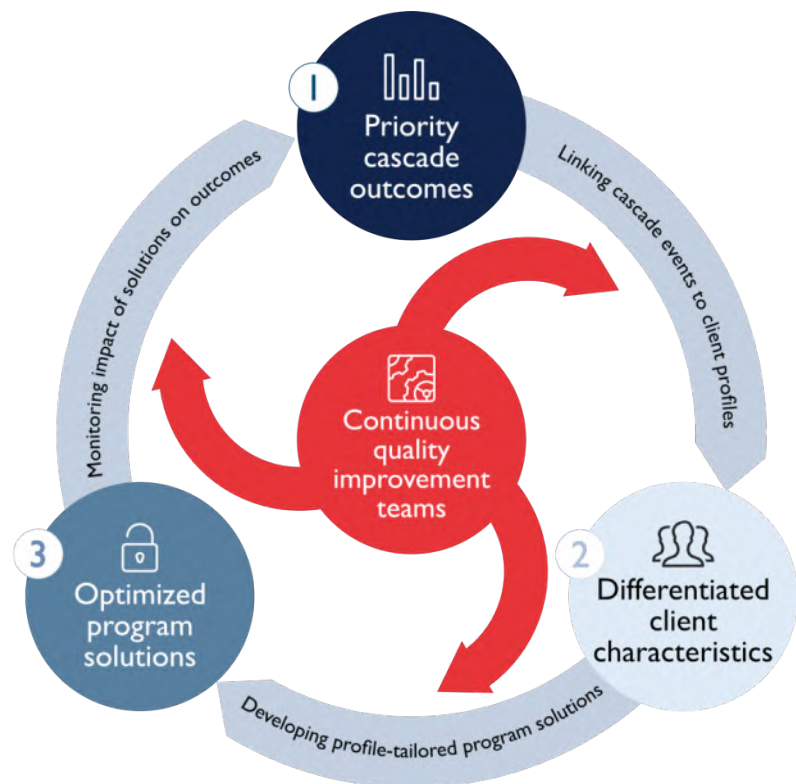 1
Priority
cascade
outcomes
Linking cascade events to client profiles
2
Differentiated
client
characteristics
Developing profile-tailored program solutions
3
Optimized
program
solutions
Monitoring impact of solutions on outcomes
Continuous
quality
improvement
teams